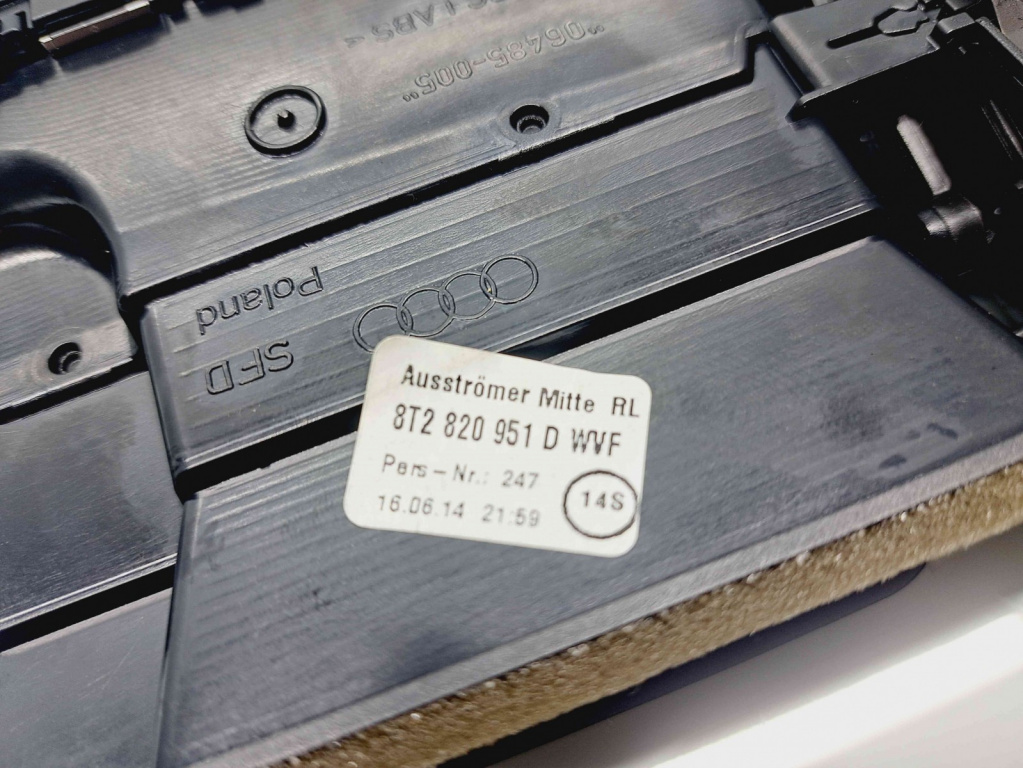 "06485-005"
Poland
SFD
Ausströmer Mitte RL
8T2 820 951 D WVF
Pers-Nr.: 247
16.06.14 21:59
14S